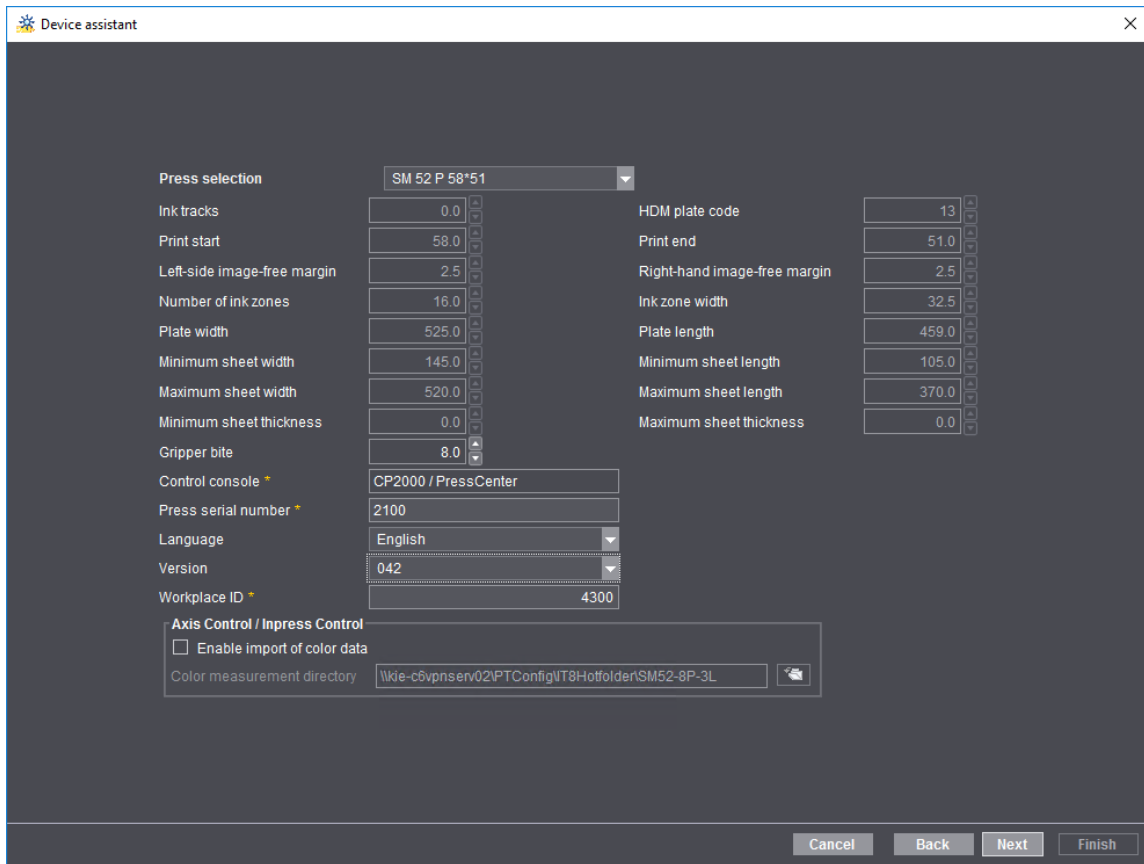 Device assistant
Press selection SM 52 P 58*51
Ink tracks 0.0 HDM plate code 13
Print start 58.0 Print end 51.0
Left-side image-free margin 2.5 Right-hand image-free margin 2.5
Number of ink zones 16.0 Ink zone width 32.5
Plate width 525.0 Plate length 459.0
Minimum sheet width 145.0 Minimum sheet length 105.0
Maximum sheet width 520.0 Maximum sheet length 370.0
Minimum sheet thickness 0.0 Maximum sheet thickness 0.0
Gripper bite 8.0
Control console * CP2000 / PressCenter
Press serial number * 2100
Language English
Version 042
Workplace ID * 4300
Axis Control / Inpress Control
Enable import of color data
Color measurement directory \\kie-c6vpnserv02\PTConfig\IT8Hotfolder\SM52-8P-3L
Cancel Back Next Finish